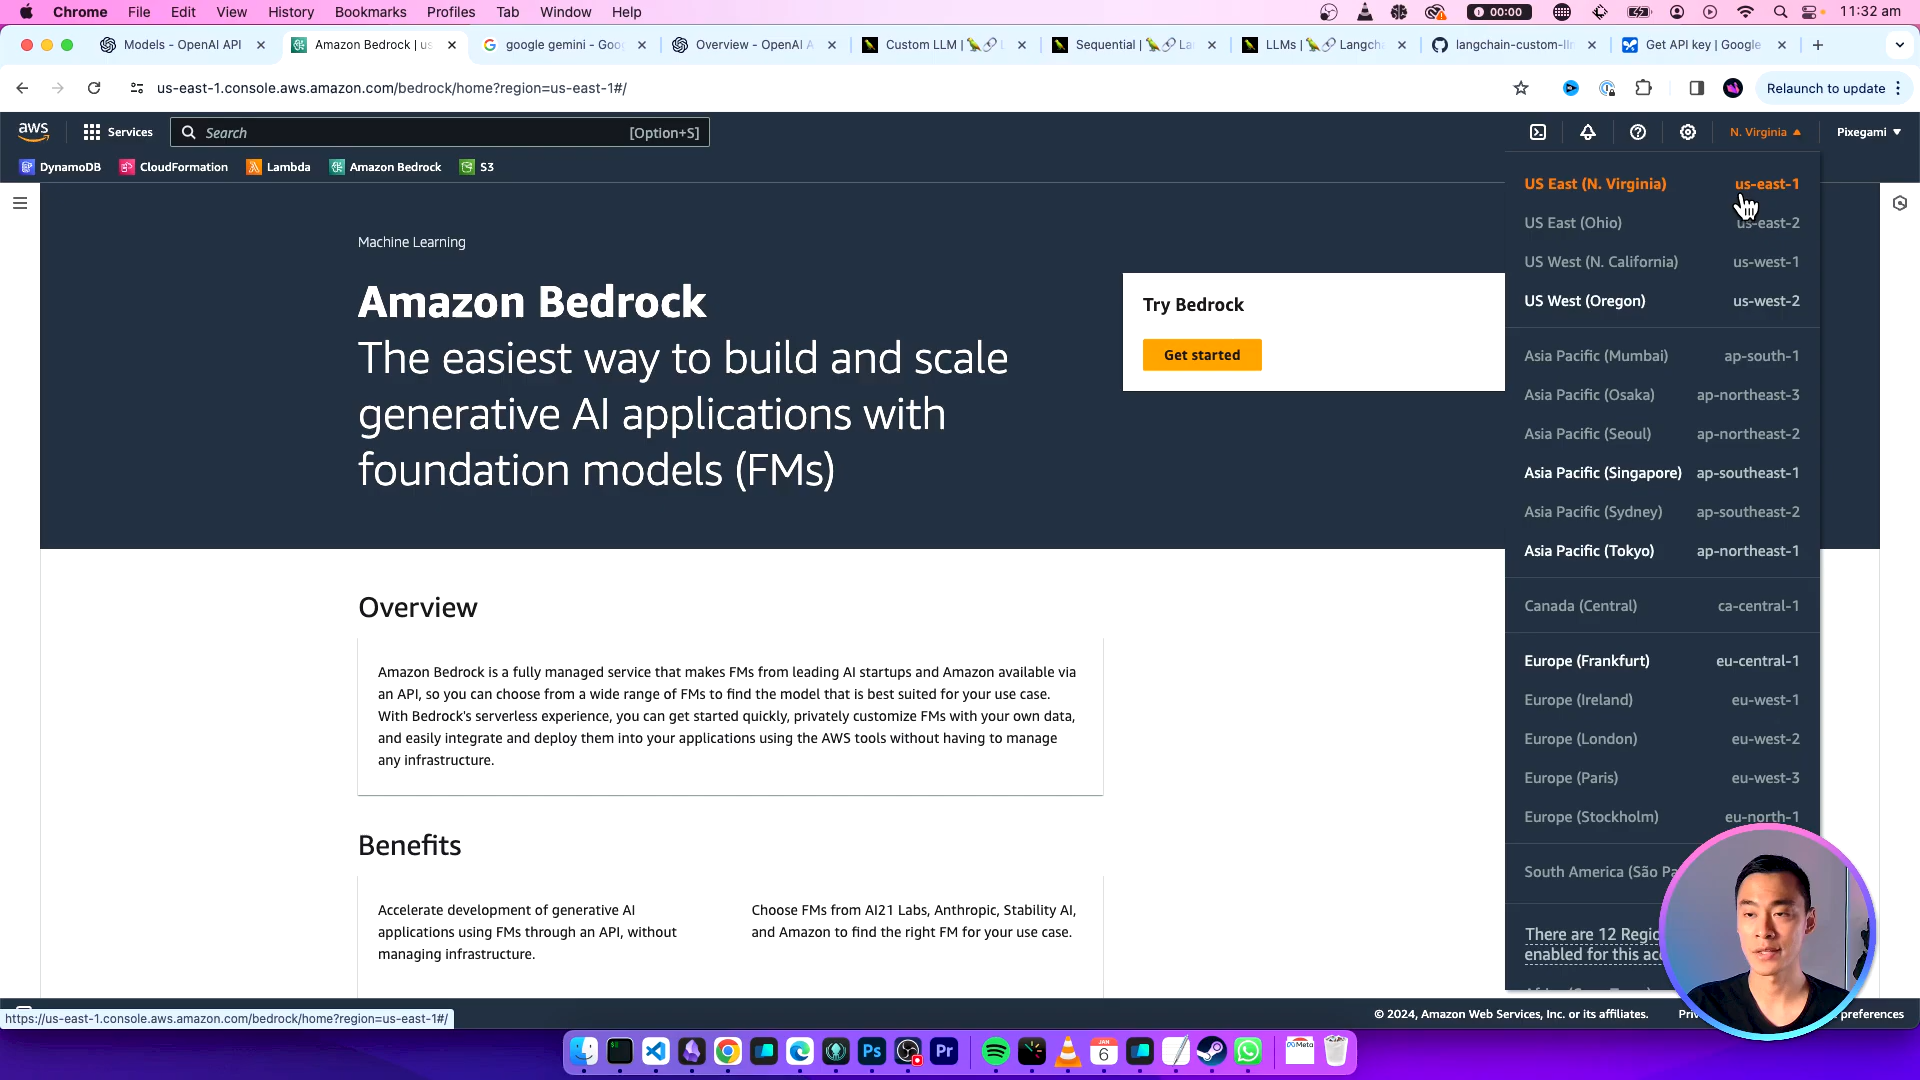 Chrome File Edit View History Bookmarks Profiles Tab Window Help 00:00 11:32 am
Models - OpenAI API Amazon Bedrock | us google gemini - Goo Overview - OpenAI A Custom LLM | Sequential | La LLMs | Langcha langchain-custom-ll Get API key | Google
us-east-1.console.aws.amazon.com/bedrock/home?region=us-east-1#/ Relaunch to update
aws Services Search [Option+S] N. Virginia Pixegami
DynamoDB CloudFormation Lambda Amazon Bedrock S3
Machine Learning
Amazon Bedrock
The easiest way to build and scale
generative AI applications with
foundation models (FMs)
Try Bedrock
Get started
US East (N. Virginia) us-east-1
US East (Ohio) us-east-2
US West (N. California) us-west-1
US West (Oregon) us-west-2
Asia Pacific (Mumbai) ap-south-1
Asia Pacific (Osaka) ap-northeast-3
Asia Pacific (Seoul) ap-northeast-2
Asia Pacific (Singapore) ap-southeast-1
Asia Pacific (Sydney) ap-southeast-2
Asia Pacific (Tokyo) ap-northeast-1
Canada (Central) ca-central-1
Europe (Frankfurt) eu-central-1
Europe (Ireland) eu-west-1
Europe (London) eu-west-2
Europe (Paris) eu-west-3
Europe (Stockholm) eu-north-1
South America (São Pa
There are 12 Regio
enabled for this acc
Overview
Amazon Bedrock is a fully managed service that makes FMs from leading AI startups and Amazon available via
an API, so you can choose from a wide range of FMs to find the model that is best suited for your use case.
With Bedrock's serverless experience, you can get started quickly, privately customize FMs with your own data,
and easily integrate and deploy them into your applications using the AWS tools without having to manage
any infrastructure.
Benefits
Accelerate development of generative AI
applications using FMs through an API, without
managing infrastructure.
Choose FMs from AI21 Labs, Anthropic, Stability AI,
and Amazon to find the right FM for your use case.
https://us-east-1.console.aws.amazon.com/bedrock/home?region=us-east-1#/
© 2024, Amazon Web Services, Inc. or its affiliates. Pri preferences
Ps Pr JAN 6 Meta